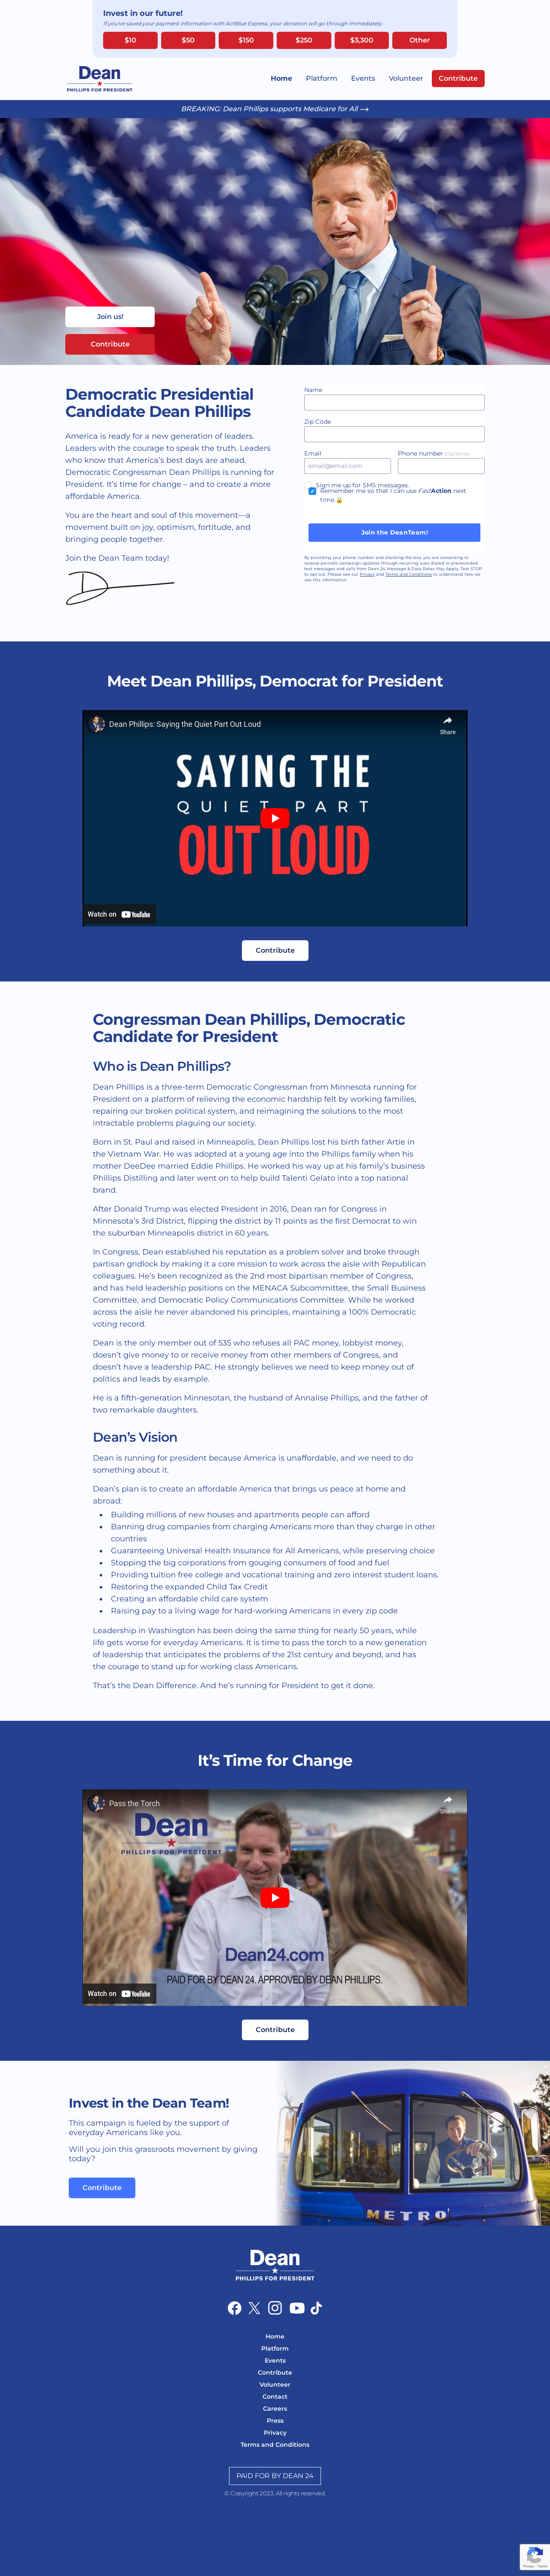 Invest in our future!
If you've saved your payment information with ActBlue Express, your donation will go through immediately.
$10
$50
$150
$250
$3,300
Other
Dean
PHILLIPS FOR PRESIDENT
Home
Platform
Events
Volunteer
Contribute
BREAKING: Dean Phillips supports Medicare for All ⟶
Join us!
Contribute
Democratic Presidential
Candidate Dean Phillips
America is ready for a new generation of leaders.
Leaders with the courage to speak the truth. Leaders
who know that America's best days are ahead.
Democratic Congressman Dean Phillips is running for
President. It's time for change – and to create a more
affordable America.
You are the heart and soul of this movement—a
movement built on joy, optimism, fortitude, and
bringing people together.
Join the Dean Team today!
Name
Zip Code
Email
Phone number (Optional)
email@email.com
Sign me up for SMS messages.
Remember me so that I can use FastAction next
time.
Join the DeanTeam!
By providing your phone number and checking the box, you are consenting to
receive periodic campaign updates through recurring auto dialed or prerecorded
text messages and calls from Dean 24. Message & Data Rates May Apply. Text STOP
to opt out. Please see our Privacy and Terms and Conditions to understand how we
use this information.
Meet Dean Phillips, Democrat for President
Dean Phillips: Saying the Quiet Part Out Loud
Share
SAYING THE
QUIET PART
OUT LOUD
Watch on YouTube
Contribute
Congressman Dean Phillips, Democratic
Candidate for President
Who is Dean Phillips?
Dean Phillips is a three-term Democratic Congressman from Minnesota running for
President on a platform of relieving the economic hardship felt by working families,
repairing our broken political system, and reimagining the solutions to the most
intractable problems plaguing our society.
Born in St. Paul and raised in Minneapolis, Dean Phillips lost his birth father Artie in
the Vietnam War. He was adopted at a young age into the Phillips family when his
mother DeeDee married Eddie Phillips. He worked his way up at his family's business
Phillips Distilling and later went on to help build Talenti Gelato into a top national
brand.
After Donald Trump was elected President in 2016, Dean ran for Congress in
Minnesota's 3rd District, flipping the district by 11 points as the first Democrat to win
the suburban Minneapolis district in 60 years.
In Congress, Dean established his reputation as a problem solver and broke through
partisan gridlock by making it a core mission to work across the aisle with Republican
colleagues. He's been recognized as the 2nd most bipartisan member of Congress,
and has held leadership positions on the MENACA Subcommittee, the Small Business
Committee, and Democratic Policy Communications Committee. While he worked
across the aisle he never abandoned his principles, maintaining a 100% Democratic
voting record.
Dean is the only member out of 535 who refuses all PAC money, lobbyist money,
doesn't give money to or receive money from other members of Congress, and
doesn't have a leadership PAC. He strongly believes we need to keep money out of
politics and leads by example.
He is a fifth-generation Minnesotan, the husband of Annalise Phillips, and the father of
two remarkable daughters.
Dean's Vision
Dean is running for president because America is unaffordable, and we need to do
something about it.
Dean's plan is to create an affordable America that brings us peace at home and
abroad:
• Building millions of new houses and apartments people can afford
• Banning drug companies from charging Americans more than they charge in other
countries
• Guaranteeing Universal Health Insurance for All Americans, while preserving choice
• Stopping the big corporations from gouging consumers of food and fuel
• Providing tuition free college and vocational training and zero interest student loans.
• Restoring the expanded Child Tax Credit
• Creating an affordable child care system
• Raising pay to a living wage for hard-working Americans in every zip code
Leadership in Washington has been doing the same thing for nearly 50 years, while
life gets worse for everyday Americans. It is time to pass the torch to a new generation
of leadership that anticipates the problems of the 21st century and beyond, and has
the courage to stand up for working class Americans.
That's the Dean Difference. And he's running for President to get it done.
It's Time for Change
Pass the Torch
Share
Dean
PHILLIPS FOR PRESIDENT
Dean24.com
PAID FOR BY DEAN 24. APPROVED BY DEAN PHILLIPS.
Watch on YouTube
Contribute
Invest in the Dean Team!
This campaign is fueled by the support of
everyday Americans like you.
Will you join this grassroots movement by giving
today?
Contribute
METRO
Dean
PHILLIPS FOR PRESIDENT
Home
Platform
Events
Contribute
Volunteer
Contact
Careers
Press
Privacy
Terms and Conditions
PAID FOR BY DEAN 24
© Copyright 2023. All rights reserved.
Privacy - Terms